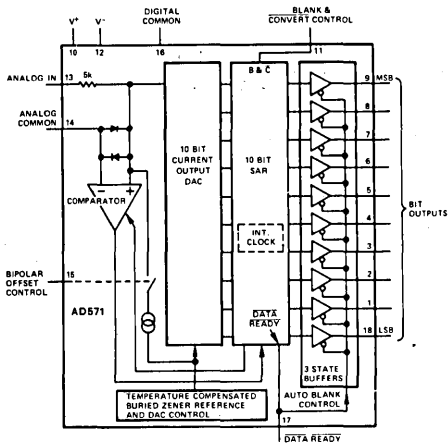 V+ V- DIGITAL COMMON BLANK & CONVERT CONTROL
10 12 16 11
ANALOG IN 13 5k B & C 9 MSB
ANALOG COMMON 14 8
10 BIT CURRENT OUTPUT DAC
10 BIT SAR
7
6
- + 5
COMPARATOR 4
INT. CLOCK
3
BIT OUTPUTS
BIPOLAR OFFSET CONTROL 15 2
AD571 DATA READY 1
18 LSB
3 STATE BUFFERS
AUTO BLANK CONTROL
TEMPERATURE COMPENSATED
BURIED ZENER REFERENCE
AND DAC CONTROL
17
DATA READY